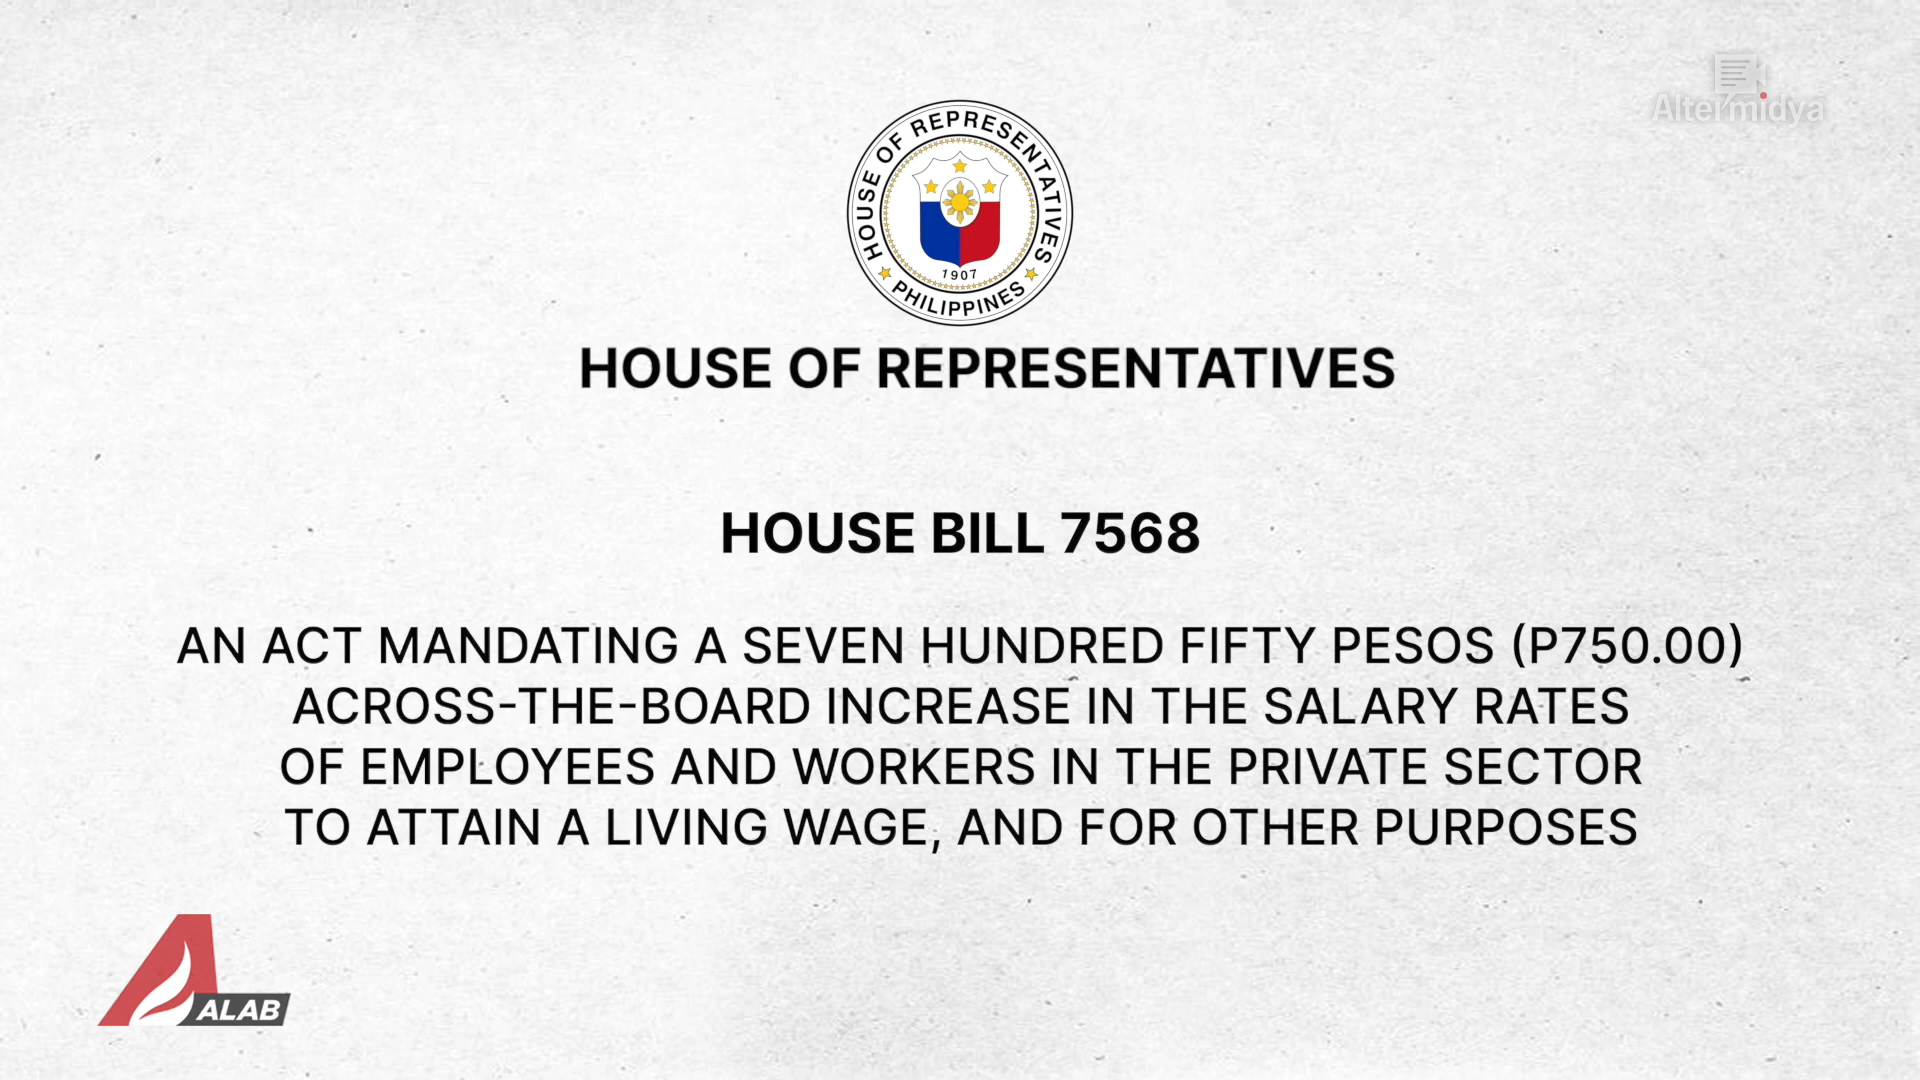 Altermidya
HOUSE OF REPRESENTATIVES
1907
PHILIPPINES
HOUSE OF REPRESENTATIVES
HOUSE BILL 7568
AN ACT MANDATING A SEVEN HUNDRED FIFTY PESOS (P750.00)
ACROSS-THE-BOARD INCREASE IN THE SALARY RATES
OF EMPLOYEES AND WORKERS IN THE PRIVATE SECTOR
TO ATTAIN A LIVING WAGE, AND FOR OTHER PURPOSES
ALAB